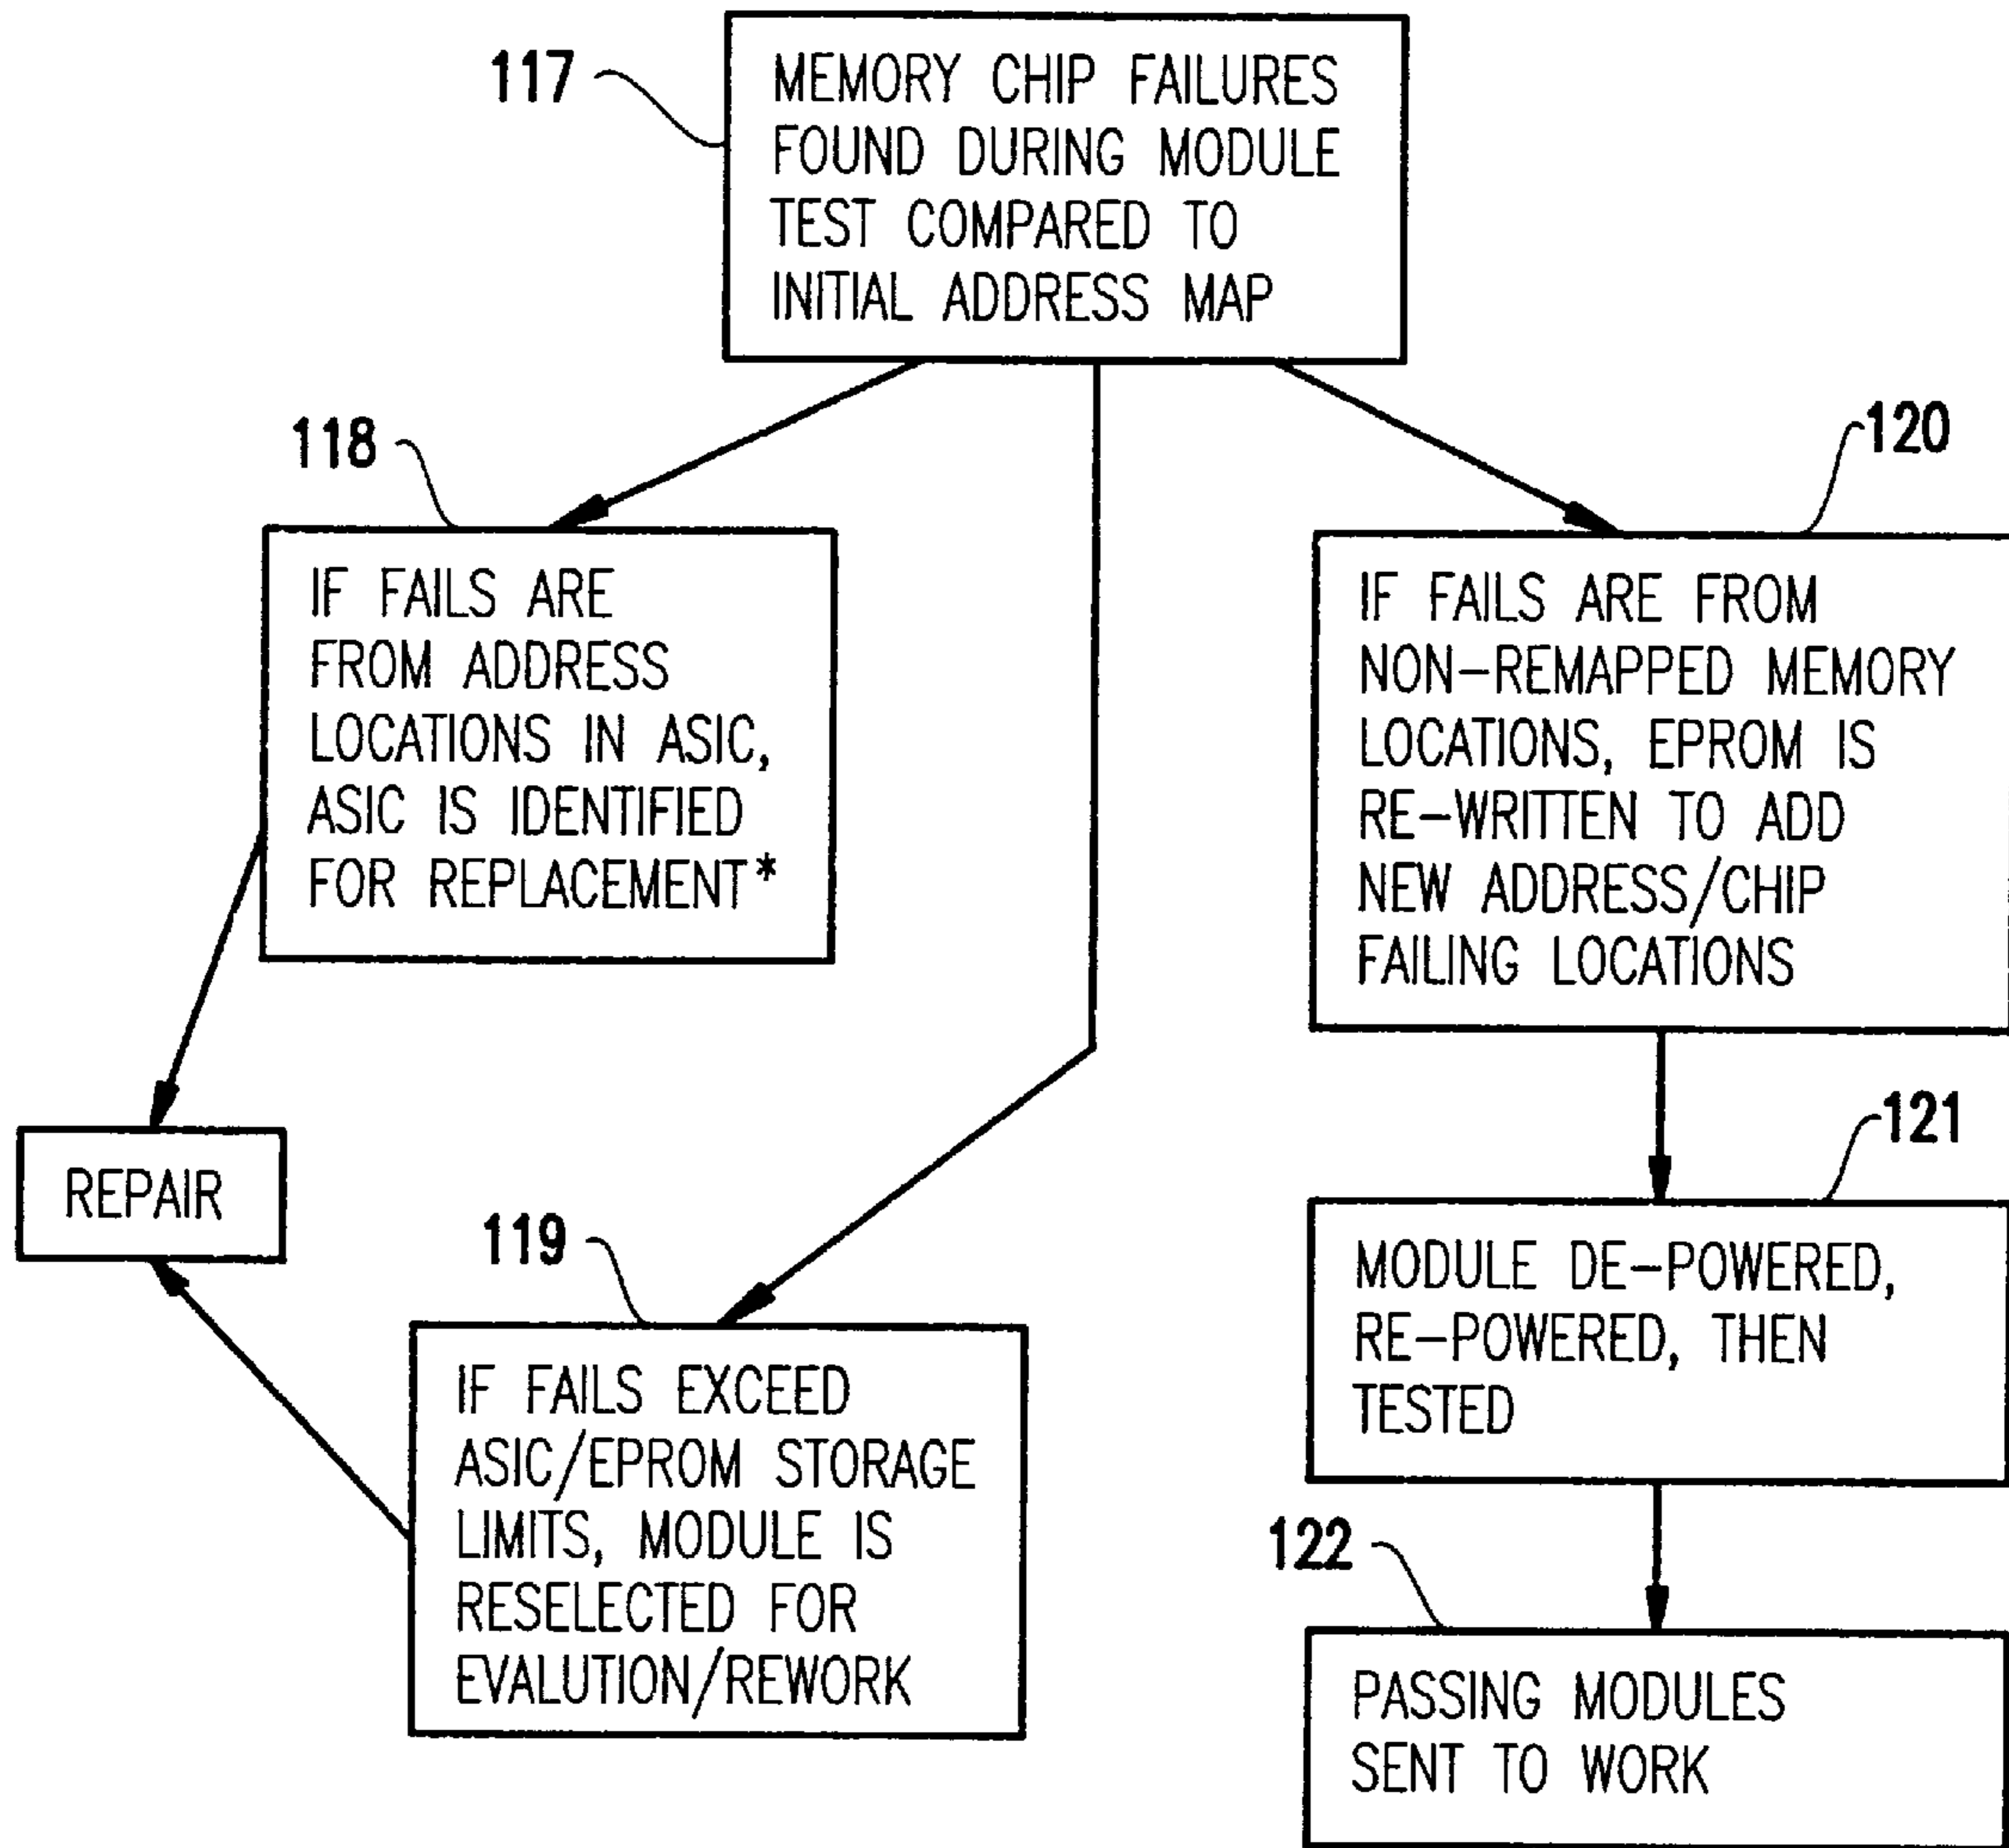 117
MEMORY CHIP FAILURES
FOUND DURING MODULE
TEST COMPARED TO
INITIAL ADDRESS MAP
118
IF FAILS ARE
FROM ADDRESS
LOCATIONS IN ASIC,
ASIC IS IDENTIFIED
FOR REPLACEMENT*
120
IF FAILS ARE FROM
NON-REMAPPED MEMORY
LOCATIONS, EPROM IS
RE-WRITTEN TO ADD
NEW ADDRESS/CHIP
FAILING LOCATIONS
REPAIR
119
IF FAILS EXCEED
ASIC/EPROM STORAGE
LIMITS, MODULE IS
RESELECTED FOR
EVALUTION/REWORK
121
MODULE DE-POWERED,
RE-POWERED, THEN
TESTED
122
PASSING MODULES
SENT TO WORK